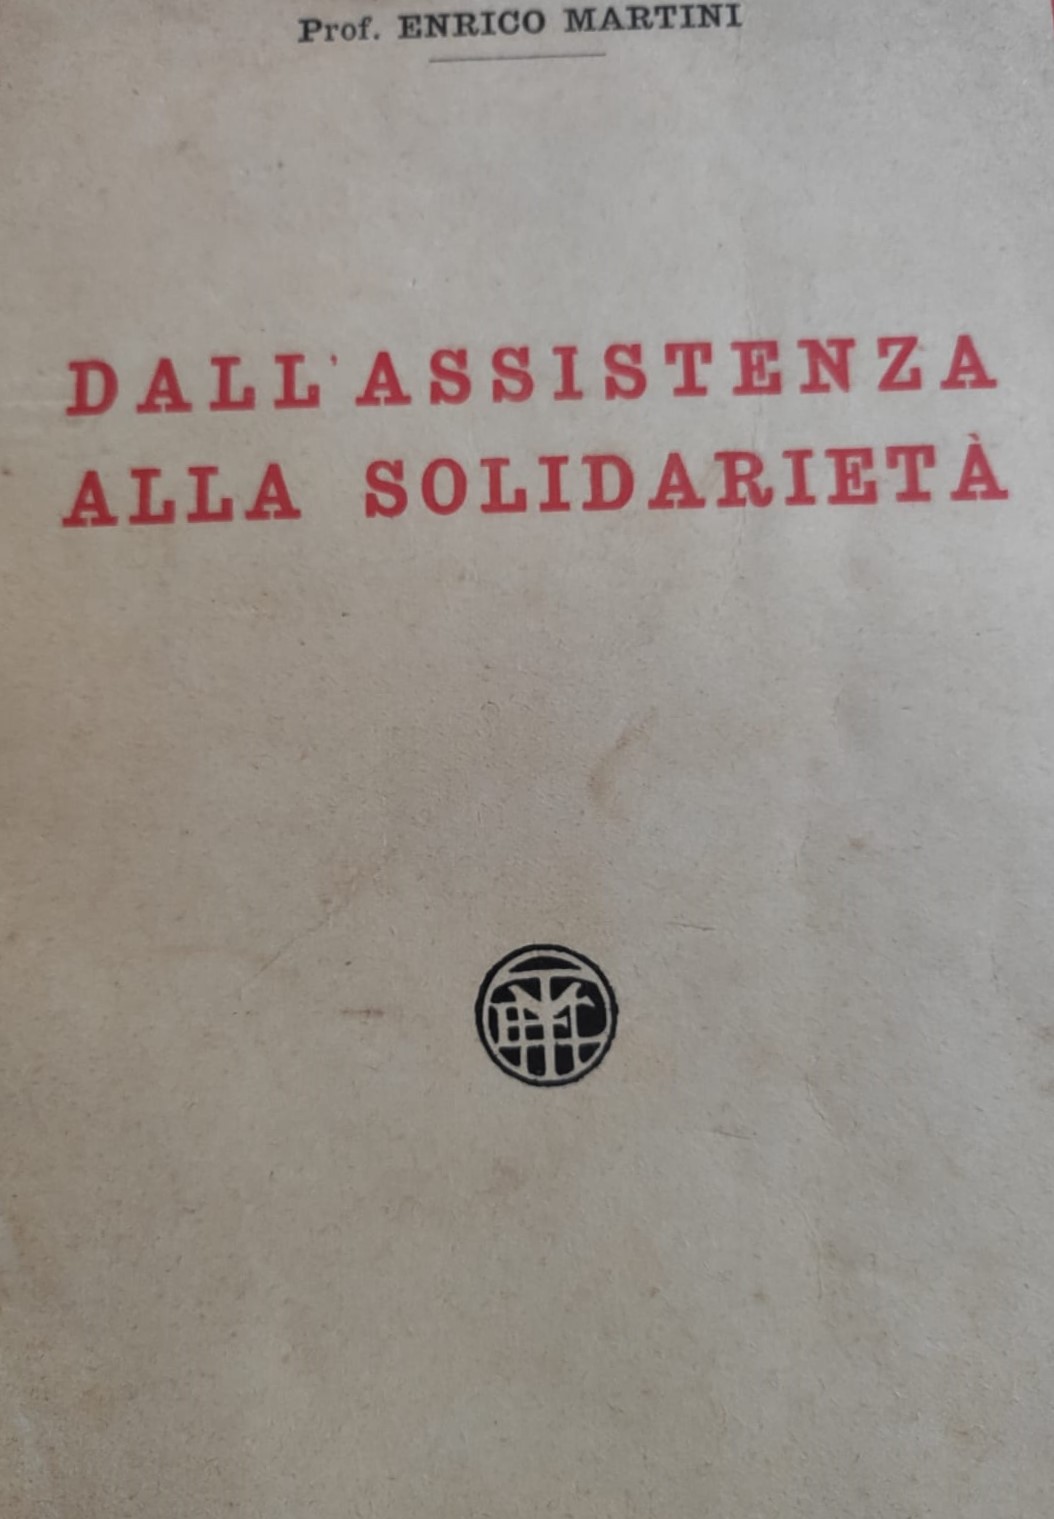 Prof. ENRICO MARTINI
DALL'ASSISTENZA
ALLA SOLIDARIETÀ